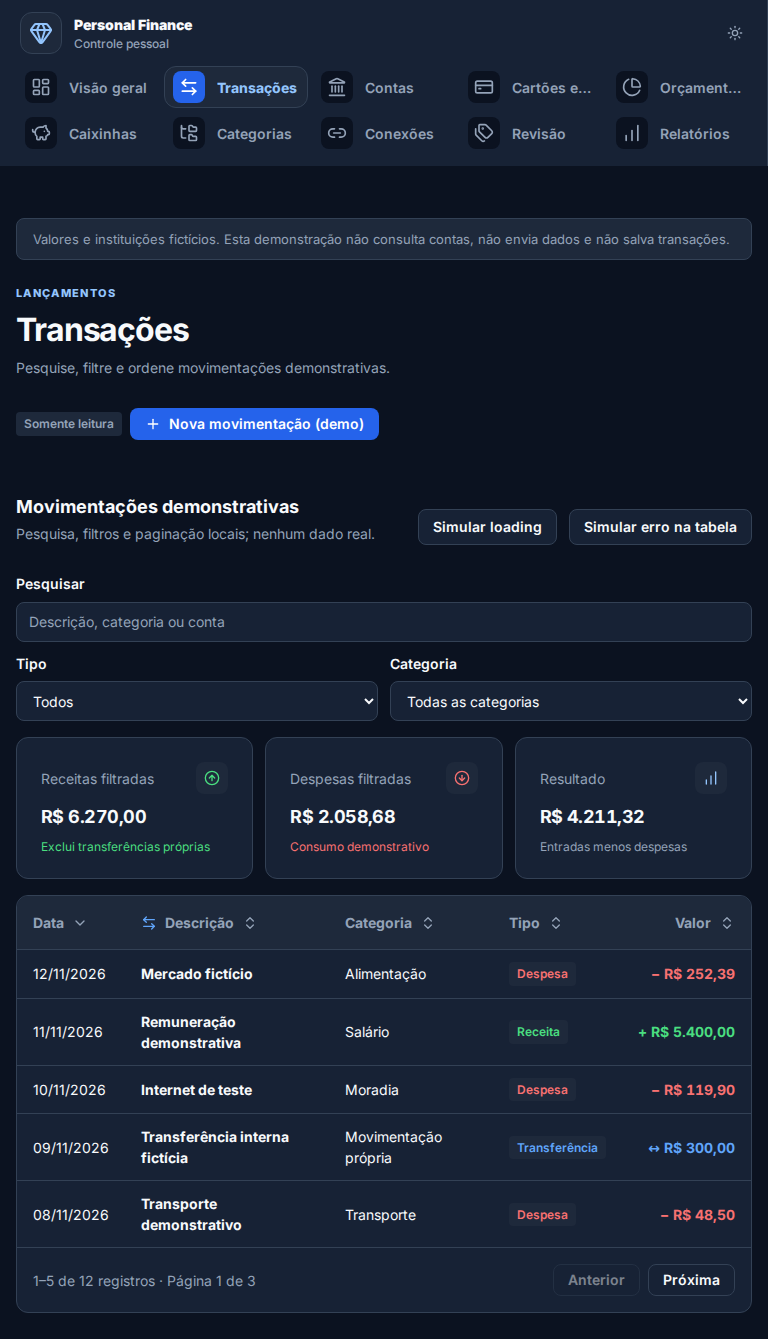 Personal Finance
Controle pessoal
Visão geral
Transações
Contas
Cartões e...
Orçament...
Caixinhas
Categorias
Conexões
Revisão
Relatórios
Valores e instituições fictícios. Esta demonstração não consulta contas, não envia dados e não salva transações.
LANÇAMENTOS
Transações
Pesquise, filtre e ordene movimentações demonstrativas.
Somente leitura
+ Nova movimentação (demo)
Movimentações demonstrativas
Pesquisa, filtros e paginação locais; nenhum dado real.
Simular loading
Simular erro na tabela
Pesquisar
Descrição, categoria ou conta
Tipo
Categoria
Todos
Todas as categorias
Receitas filtradas
R$ 6.270,00
Exclui transferências próprias
Despesas filtradas
R$ 2.058,68
Consumo demonstrativo
Resultado
R$ 4.211,32
Entradas menos despesas
Data Descrição Categoria Tipo Valor
12/11/2026 Mercado fictício Alimentação Despesa − R$ 252,39
11/11/2026 Remuneração demonstrativa Salário Receita + R$ 5.400,00
10/11/2026 Internet de teste Moradia Despesa − R$ 119,90
09/11/2026 Transferência interna fictícia Movimentação própria Transferência ↔ R$ 300,00
08/11/2026 Transporte demonstrativo Transporte Despesa − R$ 48,50
1–5 de 12 registros · Página 1 de 3
Anterior
Próxima